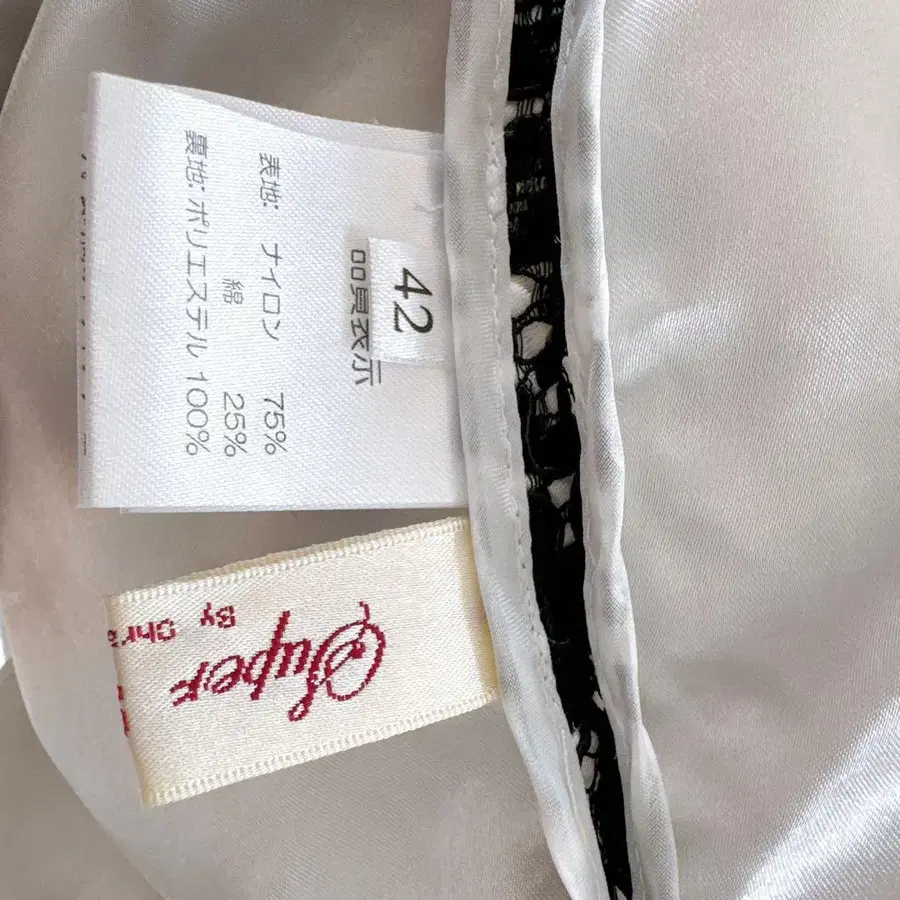 42
品質表示
表地: ナイロン 75%
綿 25%
裏地: ポリエステル 100%
Super
By Chri